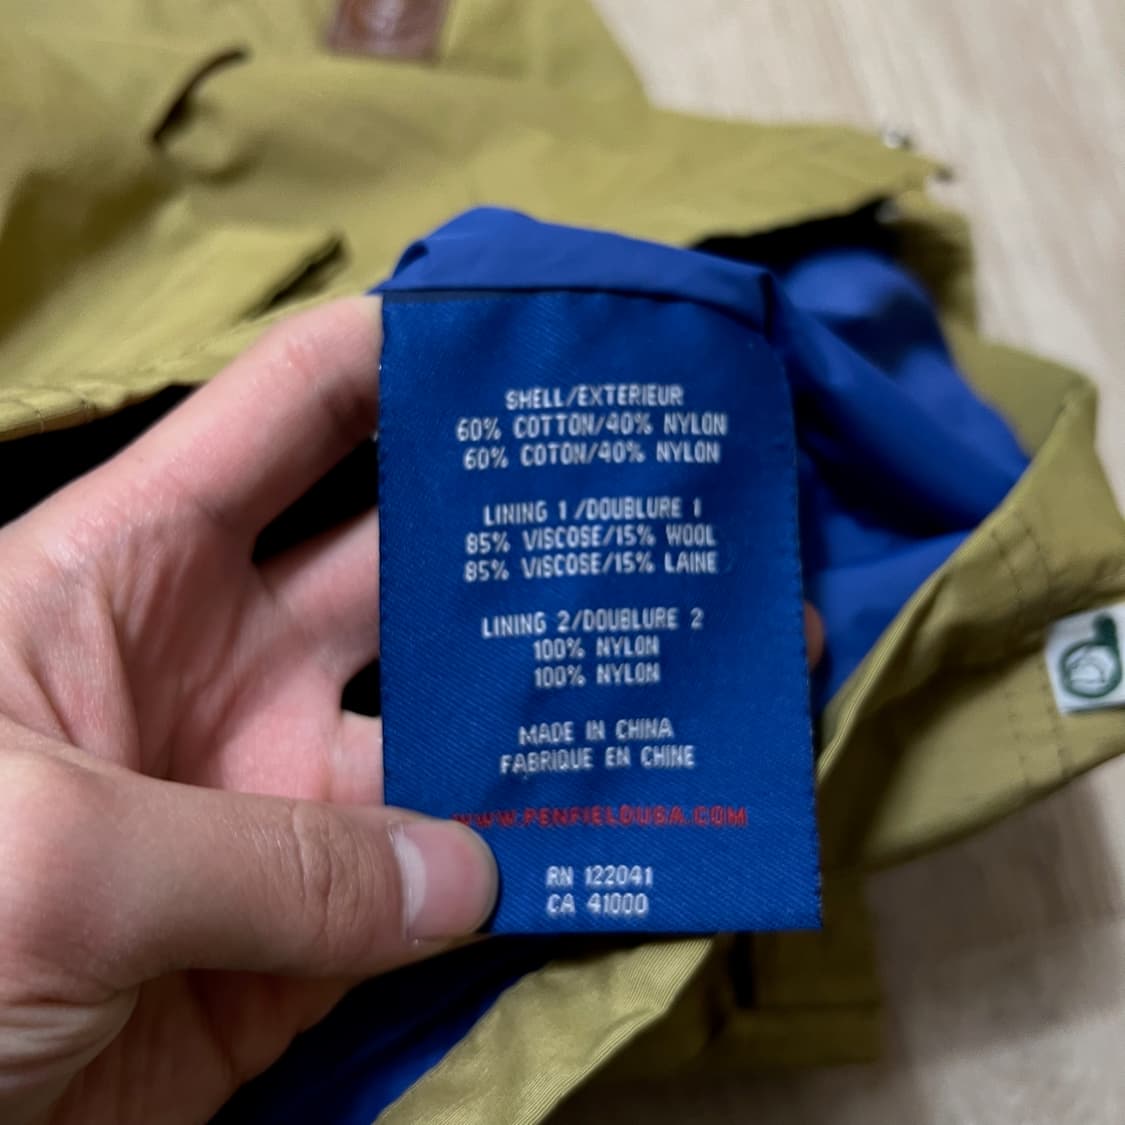 SHELL/EXTERIEUR
60% COTTON/40% NYLON
60% COTON/40% NYLON
LINING 1/DOUBLURE 1
85% VISCOSE/15% WOOL
85% VISCOSE/15% LAINE
LINING 2/DOUBLURE 2
100% NYLON
100% NYLON
MADE IN CHINA
FABRIQUE EN CHINE
WWW.PENFIELDUSA.COM
RN 122041
CA 41000